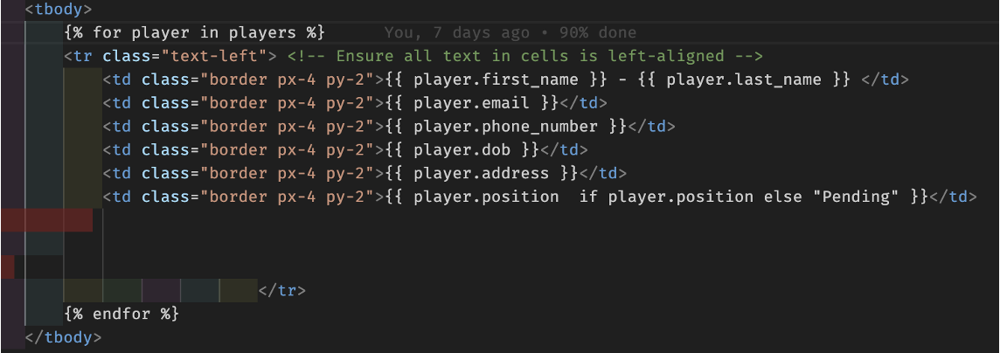 <tbody>
{% for player in players %} You, 7 days ago • 90% done
<tr class="text-left"> <!-- Ensure all text in cells is left-aligned -->
<td class="border px-4 py-2">{{ player.first_name }} - {{ player.last_name }} </td>
<td class="border px-4 py-2">{{ player.email }}</td>
<td class="border px-4 py-2">{{ player.phone_number }}</td>
<td class="border px-4 py-2">{{ player.dob }}</td>
<td class="border px-4 py-2">{{ player.address }}</td>
<td class="border px-4 py-2">{{ player.position  if player.position else "Pending" }}</td>
</tr>
{% endfor %}
</tbody>